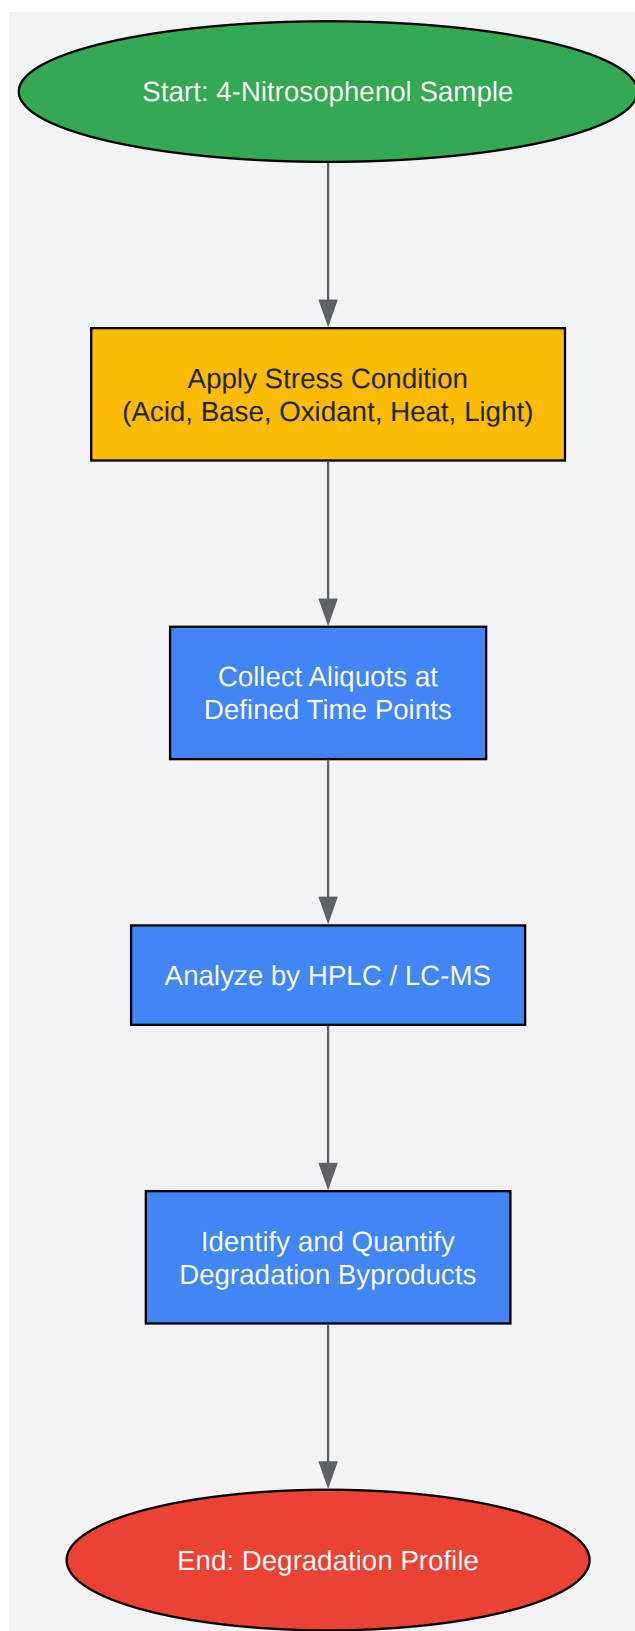 Start: 4-Nitrosophenol Sample
Apply Stress Condition
(Acid, Base, Oxidant, Heat, Light)
Collect Aliquots at
Defined Time Points
Analyze by HPLC / LC-MS
Identify and Quantify
Degradation Byproducts
End: Degradation Profile